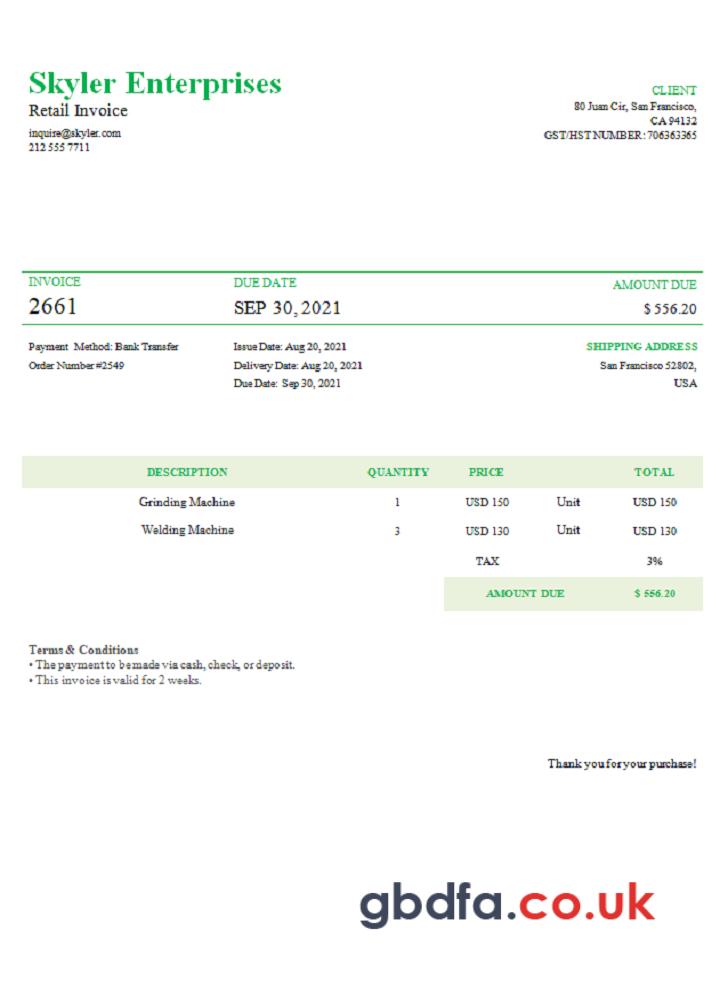 Skyler Enterprises
Retail Invoice
inquire@skyler.com
212 555 7711
CLIENT
80 Juan Cir, San Francisco,
CA 94132
GST/HST NUMBER: 706363365
INVOICE DUE DATE AMOUNT DUE
2661 SEP 30, 2021 $ 556.20
Payment Method: Bank Transfer Issue Date: Aug 20, 2021 SHIPPING ADDRESS
Order Number #2549 Delivery Date: Aug 20, 2021 San Francisco 52802,
Due Date: Sep 30, 2021 USA
DESCRIPTION QUANTITY PRICE TOTAL
Grinding Machine 1 USD 150 Unit USD 150
Welding Machine 3 USD 130 Unit USD 130
TAX 3%
AMOUNT DUE $ 556.20
Terms & Conditions
• The payment to be made via cash, check, or deposit.
• This invoice is valid for 2 weeks.
Thank you for your purchase!
gbdfa.co.uk